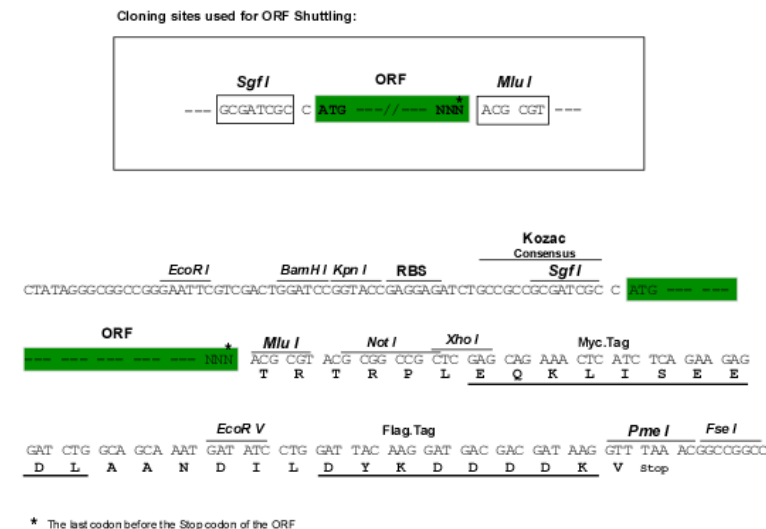 Cloning sites used for ORF Shuttling:
Sgf I ORF Mlu I
*
--- GCGATCGC C ATG ---//--- NNN ACG CGT ---
Kozac
Consensus
EcoR I BamH I Kpn I RBS Sgf I
CTATAGGGCGGCCGGGAATTCGTCGACTGGATCCGGTACCGAGGAGATCTGCCGCCGCGATCGC C ATG --- ---
ORF
* Mlu I Not I Xho I Myc.Tag
--- --- --- --- --- --- NNN ACG CGT ACG CGG CCG CTC GAG CAG AAA CTC ATC TCA GAA GAG
T R T R P L E Q K L I S E E
EcoR V Flag.Tag Pme I Fse I
GAT CTG GCA GCA AAT GAT ATC CTG GAT TAC AAG GAT GAC GAC GAT AAG GTT TAA ACGGCCGGCC
D L A A N D I L D Y K D D D D K V Stop
* The last codon before the Stop codon of the ORF